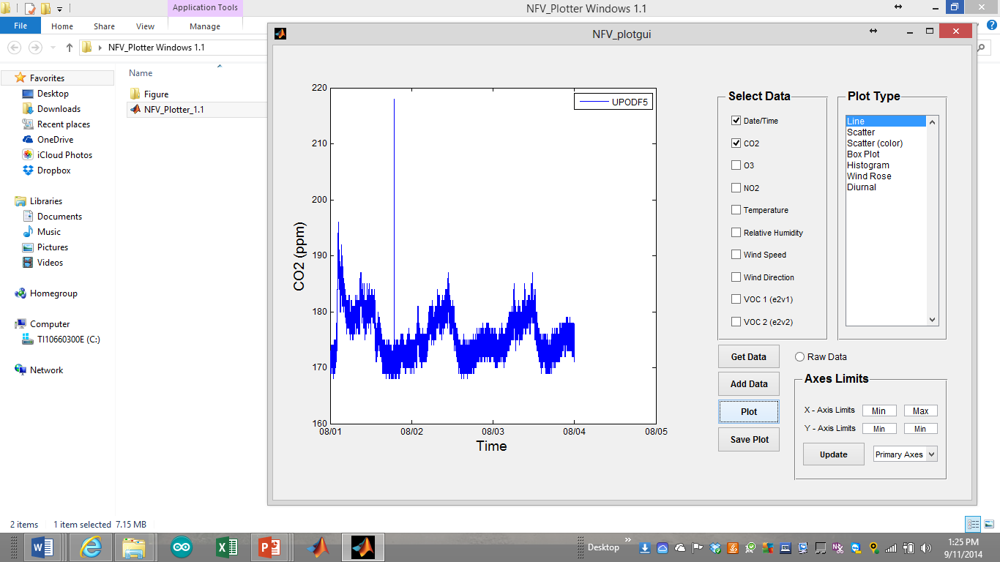 Application Tools
NFV_Plotter Windows 1.1
File
Home
Share
View
Manage
NFV_Plotter Windows 1.1
Favorites
Desktop
Downloads
Recent places
OneDrive
iCloud Photos
Dropbox
Libraries
Documents
Music
Pictures
Videos
Homegroup
Computer
TI10660300E (C:)
Network
Name
Figure
NFV_Plotter_1.1
NFV_plotgui
220
210
200
190
180
170
160
CO2 (ppm)
UPODF5
08/01
08/02
08/03
08/04
08/05
Time
Select Data
Date/Time
CO2
O3
NO2
Temperature
Relative Humidity
Wind Speed
Wind Direction
VOC 1 (e2v1)
VOC 2 (e2v2)
Plot Type
Line
Scatter
Scatter (color)
Box Plot
Histogram
Wind Rose
Diurnal
Get Data
Add Data
Plot
Save Plot
Raw Data
Axes Limits
X - Axis Limits
Min
Max
Y - Axis Limits
Min
Min
Update
Primary Axes
2 items
1 item selected 7.15 MB
Desktop
1:25 PM
9/11/2014